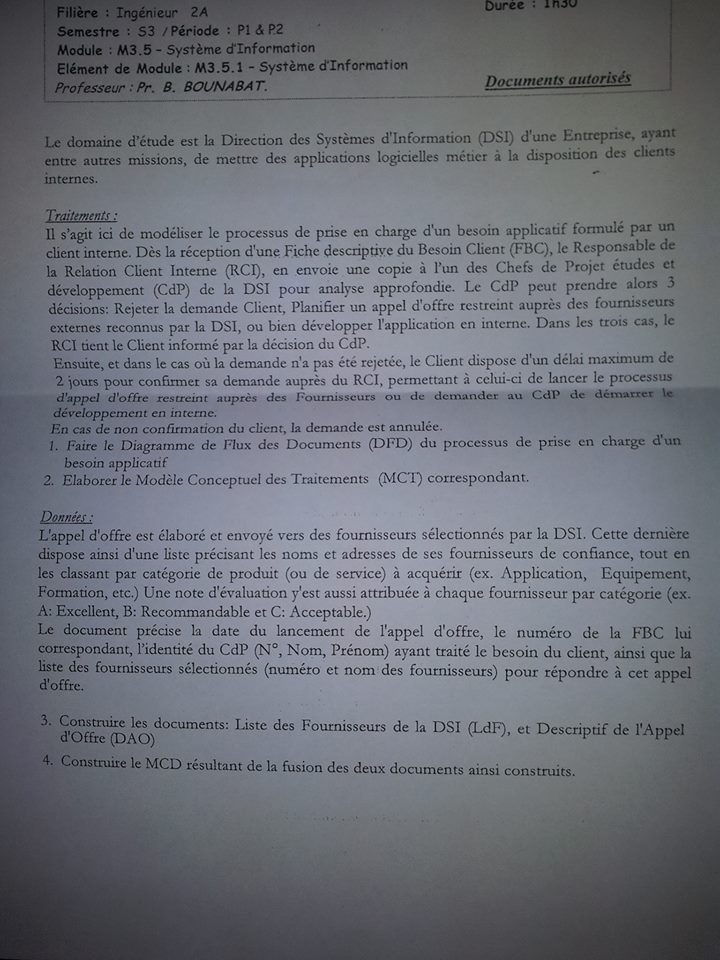 Filière : Ingénieur 2A
Durée : 1h30
Semestre : S3 / Période : P1 & P2
Module : M3.5 – Système d'Information
Elément de Module : M3.5.1 – Système d'Information
Professeur : Pr. B. BOUNABAT.
Documents autorisés
Le domaine d'étude est la Direction des Systèmes d'Information (DSI) d'une Entreprise, ayant
entre autres missions, de mettre des applications logicielles métier à la disposition des clients
internes.
Traitements :
Il s'agit ici de modéliser le processus de prise en charge d'un besoin applicatif formulé par un
client interne. Dès la réception d'une Fiche descriptive du Besoin Client (FBC), le Responsable de
la Relation Client Interne (RCI), en envoie une copie à l'un des Chefs de Projet études et
développement (CdP) de la DSI pour analyse approfondie. Le CdP peut prendre alors 3
décisions: Rejeter la demande Client, Planifier un appel d'offre restreint auprès des fournisseurs
externes reconnus par la DSI, ou bien développer l'application en interne. Dans les trois cas, le
RCI tient le Client informé par la décision du CdP.
Ensuite, et dans le cas où la demande n'a pas été rejetée, le Client dispose d'un délai maximum de
2 jours pour confirmer sa demande auprès du RCI, permettant à celui-ci de lancer le processus
d'appel d'offre restreint auprès des Fournisseurs ou de demander au CdP de démarrer le
développement en interne.
En cas de non confirmation du client, la demande est annulée.
1. Faire le Diagramme de Flux des Documents (DFD) du processus de prise en charge d'un
besoin applicatif
2. Elaborer le Modèle Conceptuel des Traitements (MCT) correspondant.
Données :
L'appel d'offre est élaboré et envoyé vers des fournisseurs sélectionnés par la DSI. Cette dernière
dispose ainsi d'une liste précisant les noms et adresses de ses fournisseurs de confiance, tout en
les classant par catégorie de produit (ou de service) à acquérir (ex. Application, Equipement,
Formation, etc.) Une note d'évaluation y'est aussi attribuée à chaque fournisseur par catégorie (ex.
A: Excellent, B: Recommandable et C: Acceptable.)
Le document précise la date du lancement de l'appel d'offre, le numéro de la FBC lui
correspondant, l'identité du CdP (N°, Nom, Prénom) ayant traité le besoin du client, ainsi que la
liste des fournisseurs sélectionnés (numéro et nom des fournisseurs) pour répondre à cet appel
d'offre.
3. Construire les documents: Liste des Fournisseurs de la DSI (LdF), et Descriptif de l'Appel
d'Offre (DAO)
4. Construire le MCD résultant de la fusion des deux documents ainsi construits.